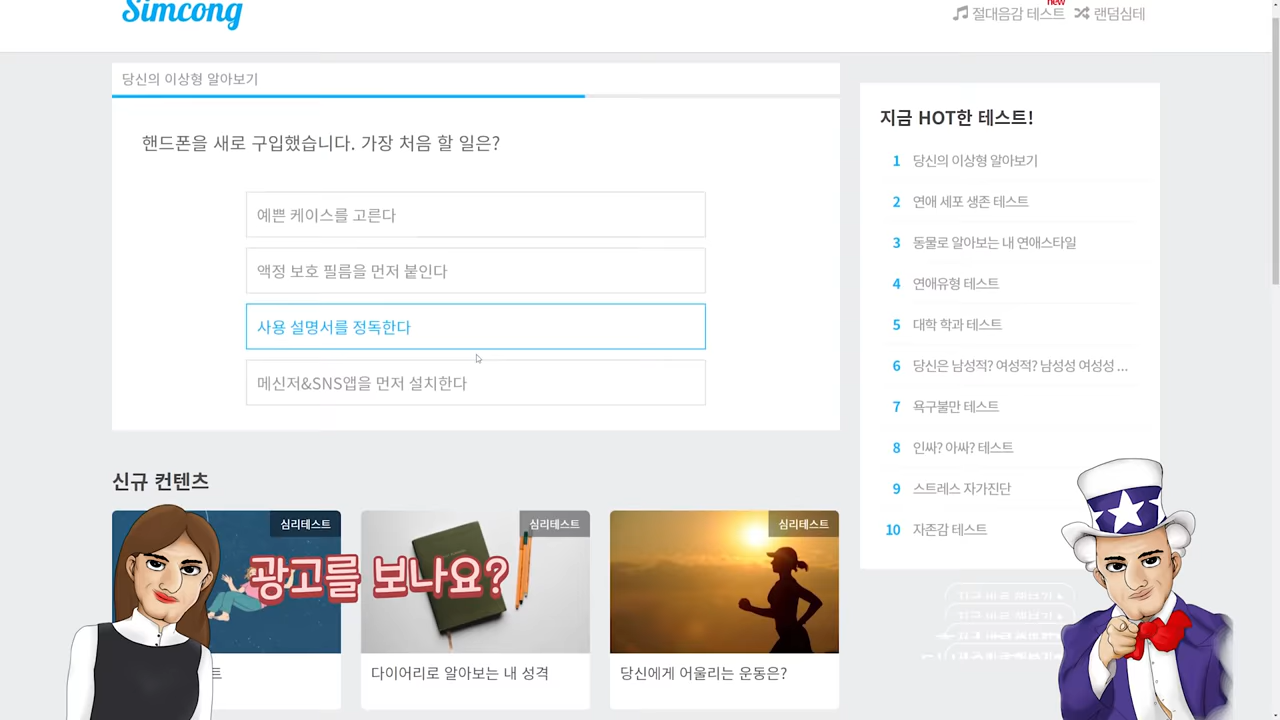 Simcong
new
절대음감 테스트
랜덤심테
당신의 이상형 알아보기
핸드폰을 새로 구입했습니다. 가장 처음 할 일은?
예쁜 케이스를 고른다
액정 보호 필름을 먼저 붙인다
사용 설명서를 정독한다
메신저&SNS앱을 먼저 설치한다
지금 HOT한 테스트!
1 당신의 이상형 알아보기
2 연애 세포 생존 테스트
3 동물로 알아보는 내 연애스타일
4 연애유형 테스트
5 대학 학과 테스트
6 당신은 남성적? 여성적? 남성성 여성성 ...
7 욕구불만 테스트
8 인싸? 아싸? 테스트
9 스트레스 자가진단
10 자존감 테스트
신규 컨텐츠
심리테스트
심리테스트
심리테스트
광고를 보나요?
트
다이어리로 알아보는 내 성격
당신에게 어울리는 운동은?